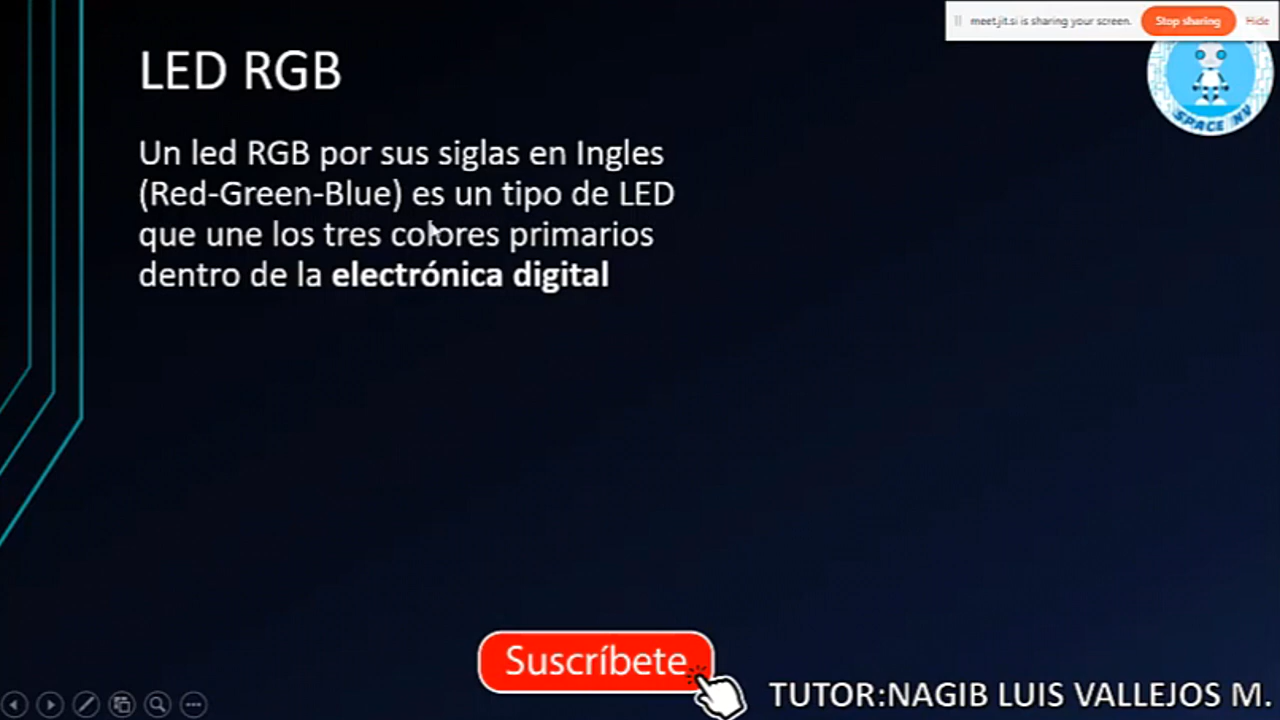 meet.jit.si is sharing your screen. Stop sharing Hide
LED RGB
SPACE NV
Un led RGB por sus siglas en Ingles
(Red-Green-Blue) es un tipo de LED
que une los tres colores primarios
dentro de la electrónica digital
Suscríbete
TUTOR:NAGIB LUIS VALLEJOS M.